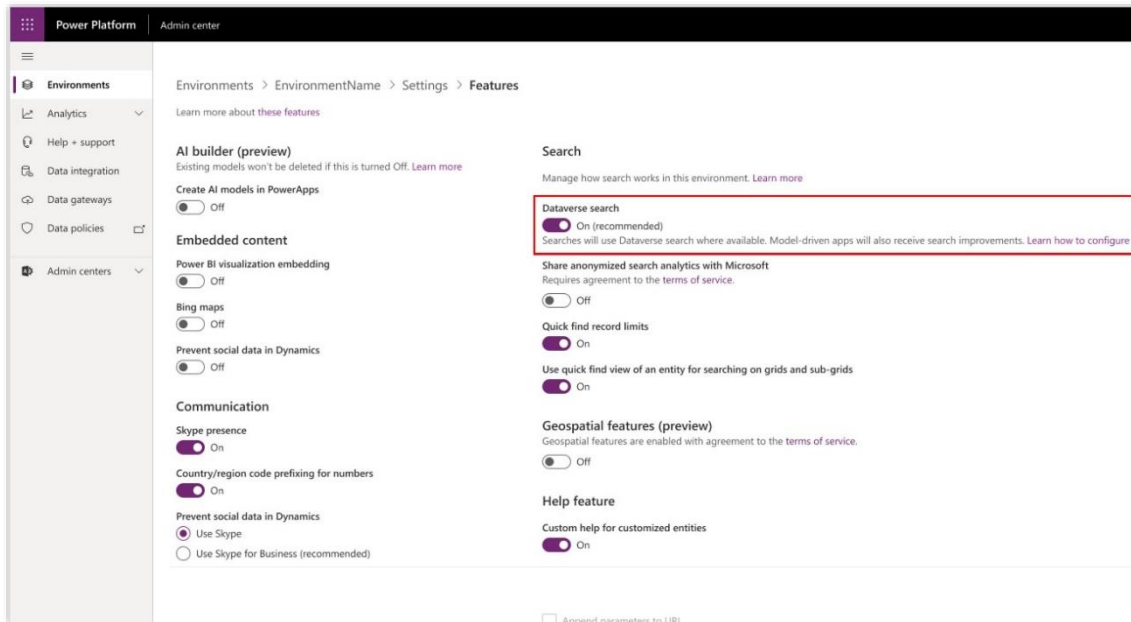 Power Platform
Admin center
Environments
Analytics
Help + support
Data integration
Data gateways
Data policies
Admin centers
Environments > EnvironmentName > Settings > Features
Learn more about these features
AI builder (preview)
Existing models won't be deleted if this is turned Off. Learn more
Create AI models in PowerApps
Off
Embedded content
Power BI visualization embedding
Off
Bing maps
Off
Prevent social data in Dynamics
Off
Communication
Skype presence
On
Country/region code prefixing for numbers
On
Prevent social data in Dynamics
Use Skype
Use Skype for Business (recommended)
Search
Manage how search works in this environment. Learn more
Dataverse search
On (recommended)
Searches will use Dataverse search where available. Model-driven apps will also receive search improvements. Learn how to configure
Share anonymized search analytics with Microsoft
Requires agreement to the terms of service.
Off
Quick find record limits
On
Use quick find view of an entity for searching on grids and sub-grids
On
Geospatial features (preview)
Geospatial features are enabled with agreement to the terms of service.
Off
Help feature
Custom help for customized entities
On
Append parameters to URL